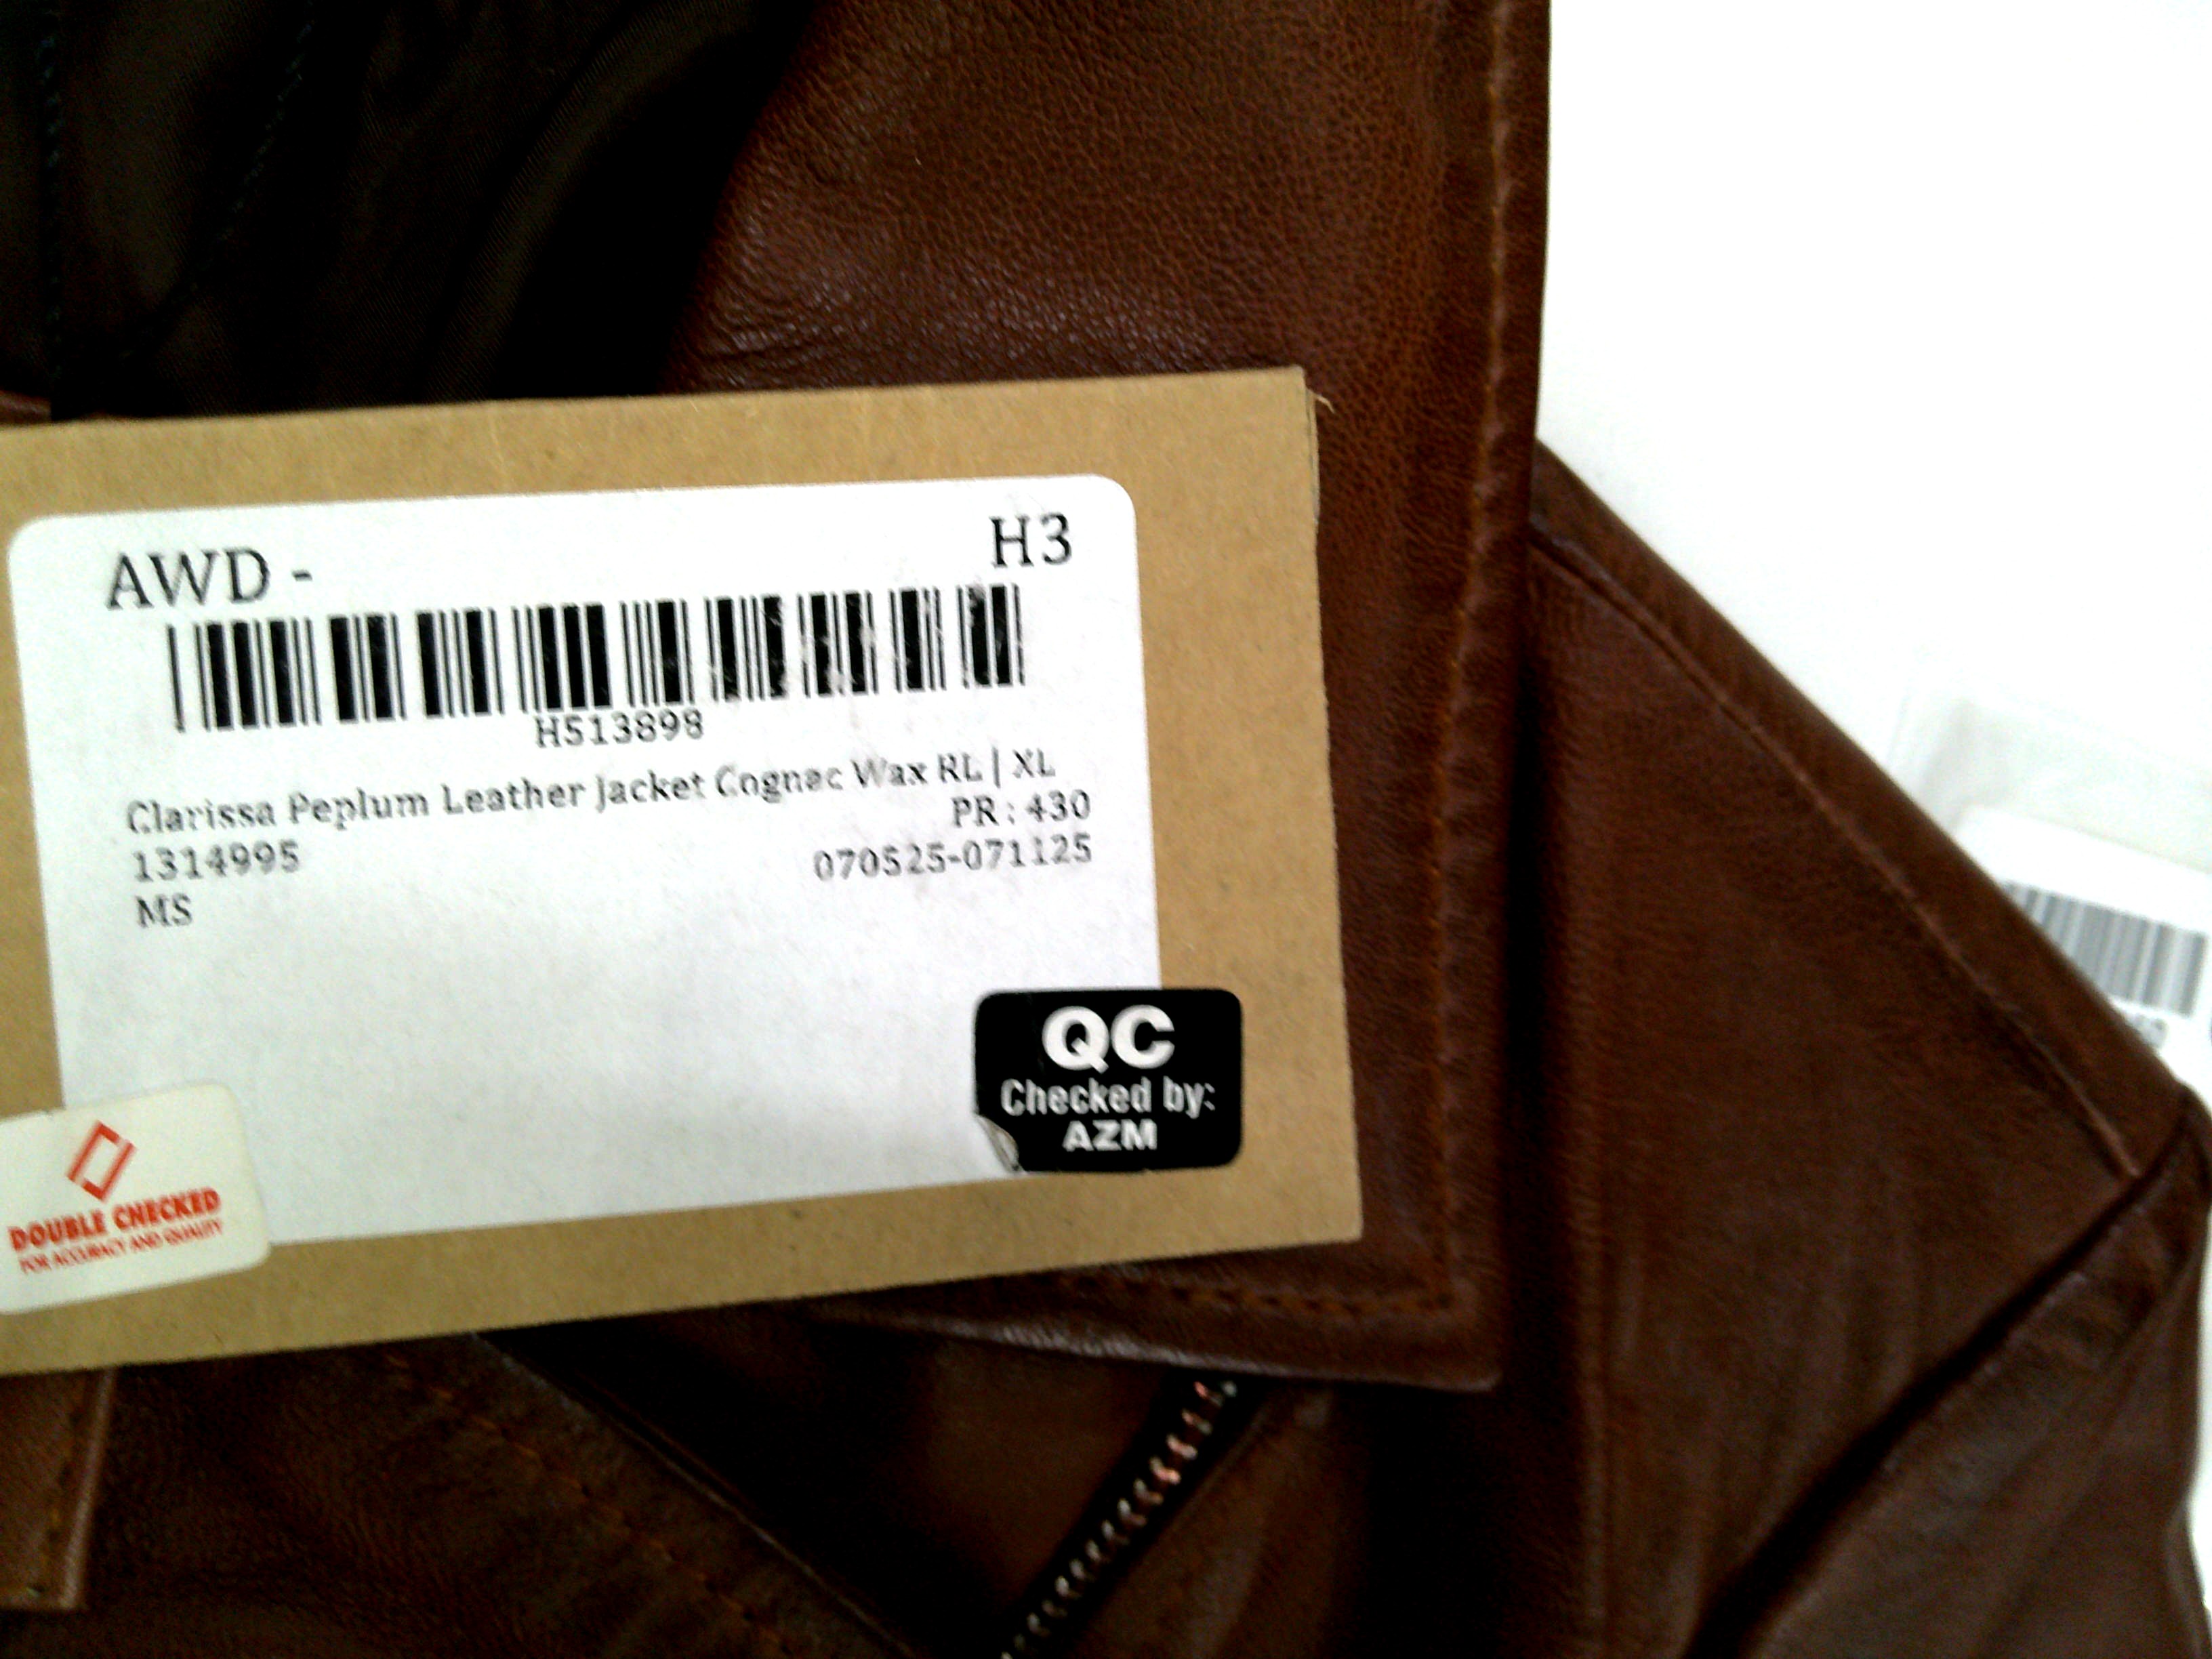 AWD - H3
H513898
Clarissa Peplum Leather Jacket Cognac Wax RL | XL
PR : 430
1314995 070525-071125
MS
QC
Checked by:
AZM
DOUBLE CHECKED
FOR ACCURACY AND QUALITY